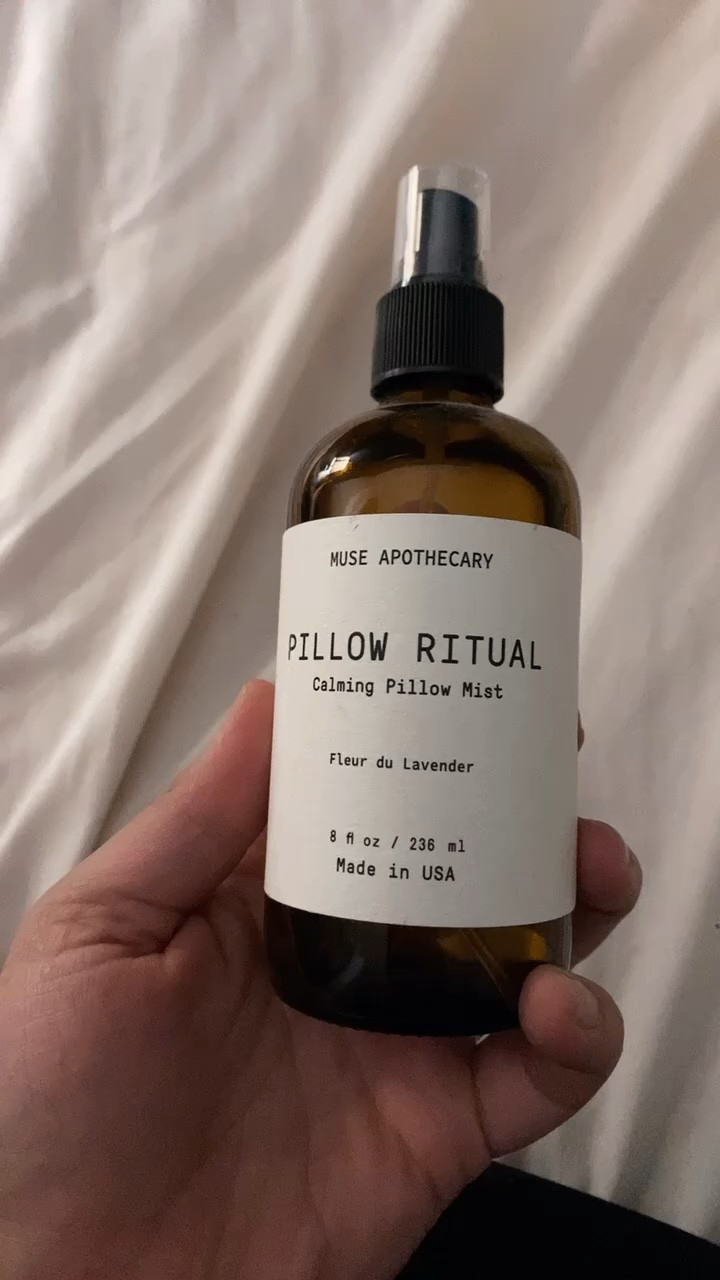 MUSE APOTHECARY
PILLOW RITUAL
Calming Pillow Mist
Fleur du Lavender
8 fl oz / 236 ml
Made in USA